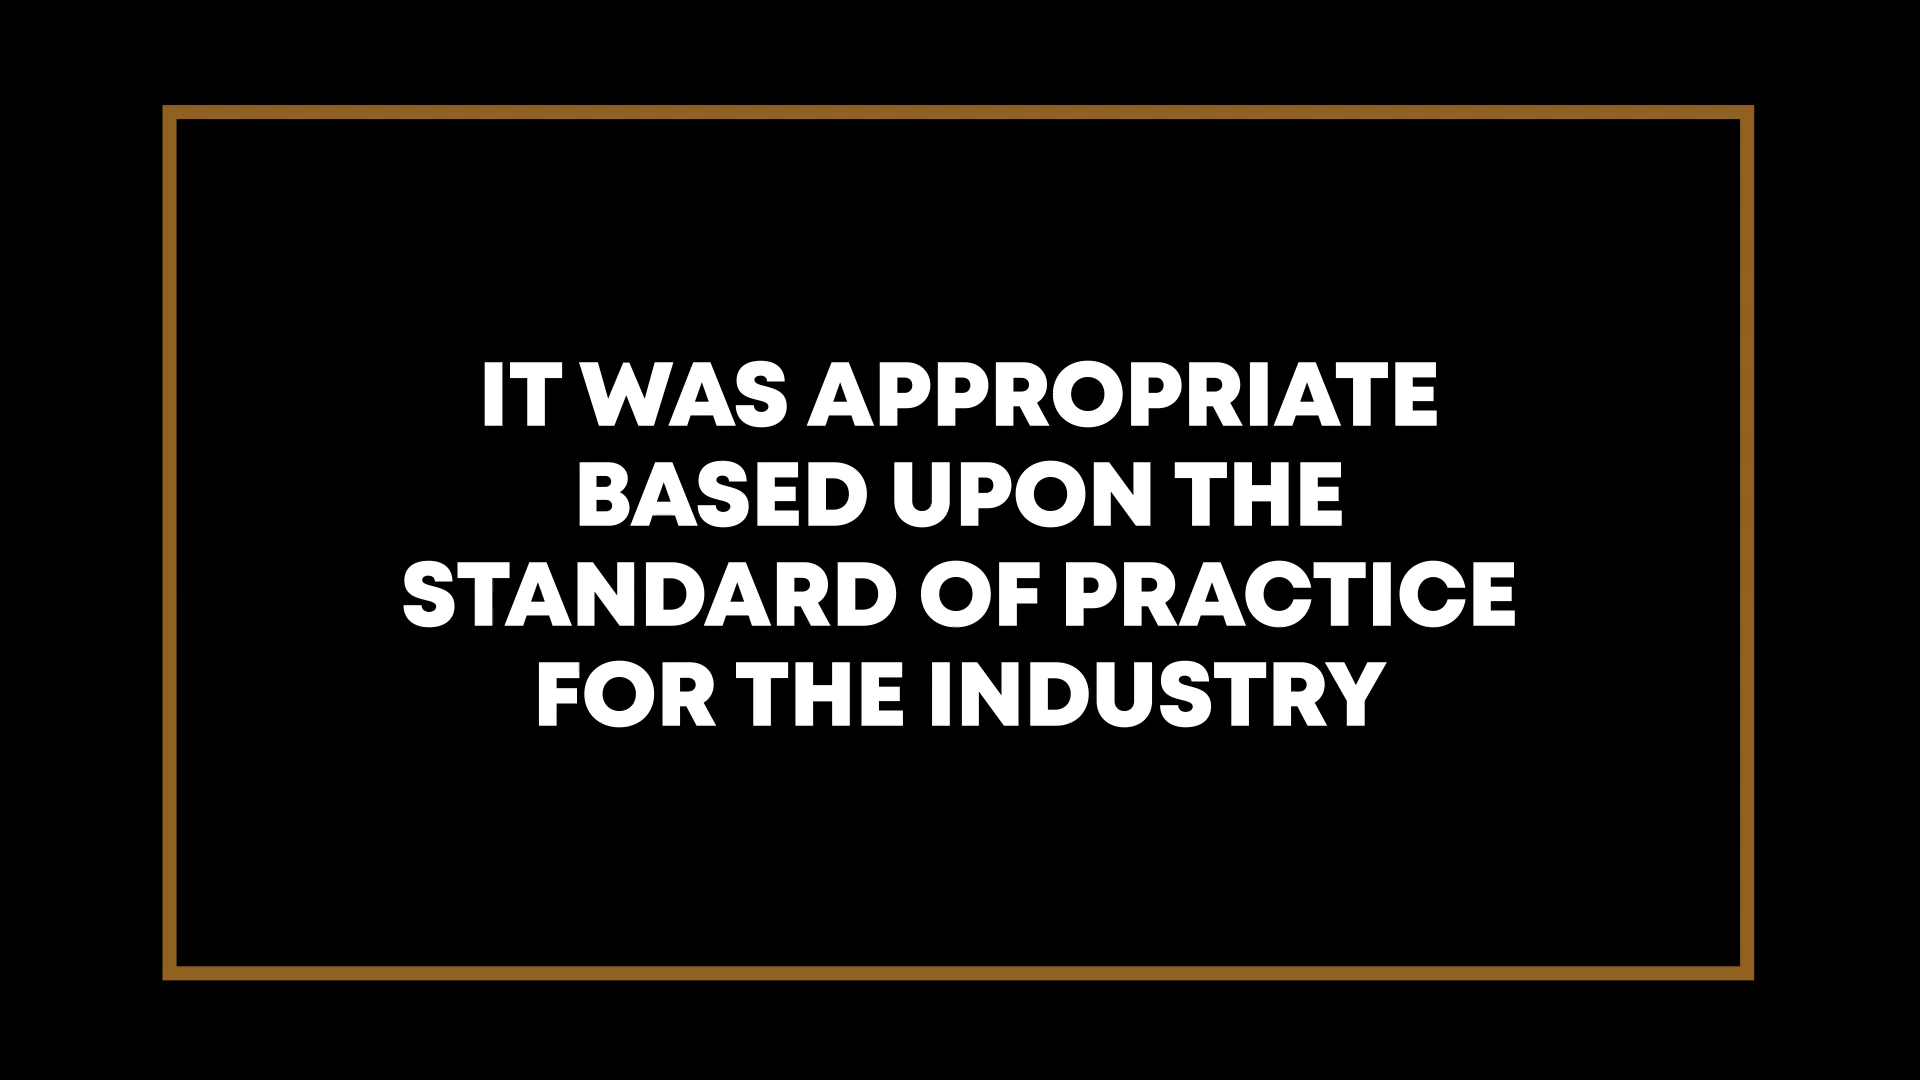 IT WAS APPROPRIATE
BASED UPON THE
STANDARD OF PRACTICE
FOR THE INDUSTRY